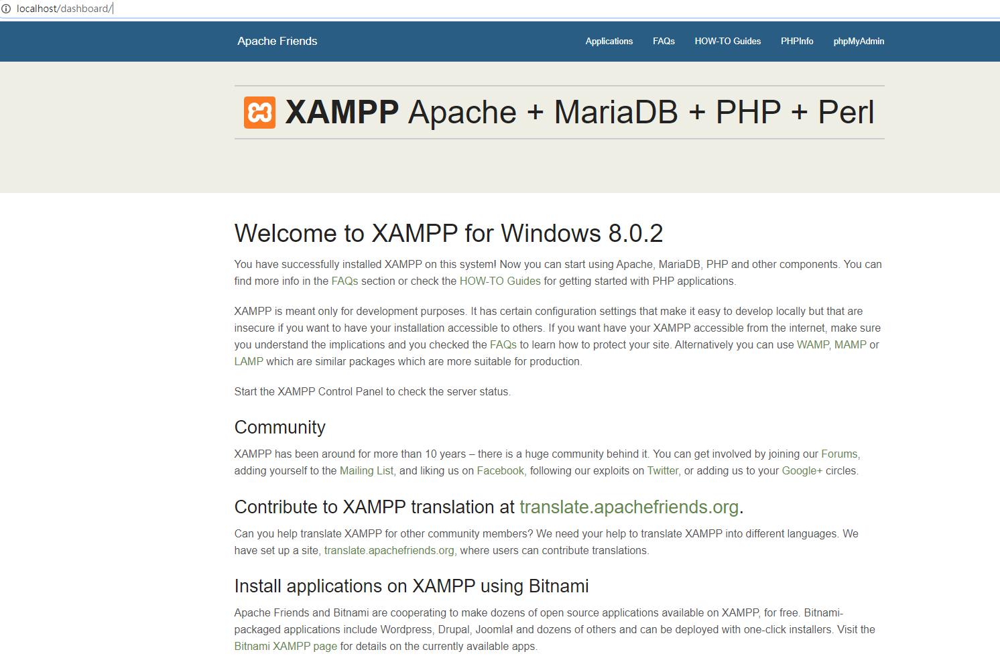 localhost/dashboard/
Apache Friends
Applications FAQs HOW-TO Guides PHPInfo phpMyAdmin
XAMPP Apache + MariaDB + PHP + Perl
Welcome to XAMPP for Windows 8.0.2
You have successfully installed XAMPP on this system! Now you can start using Apache, MariaDB, PHP and other components. You can
find more info in the FAQs section or check the HOW-TO Guides for getting started with PHP applications.
XAMPP is meant only for development purposes. It has certain configuration settings that make it easy to develop locally but that are
insecure if you want to have your installation accessible to others. If you want have your XAMPP accessible from the internet, make sure
you understand the implications and you checked the FAQs to learn how to protect your site. Alternatively you can use WAMP, MAMP or
LAMP which are similar packages which are more suitable for production.
Start the XAMPP Control Panel to check the server status.
Community
XAMPP has been around for more than 10 years – there is a huge community behind it. You can get involved by joining our Forums,
adding yourself to the Mailing List, and liking us on Facebook, following our exploits on Twitter, or adding us to your Google+ circles.
Contribute to XAMPP translation at translate.apachefriends.org.
Can you help translate XAMPP for other community members? We need your help to translate XAMPP into different languages. We
have set up a site, translate.apachefriends.org, where users can contribute translations.
Install applications on XAMPP using Bitnami
Apache Friends and Bitnami are cooperating to make dozens of open source applications available on XAMPP, for free. Bitnami-
packaged applications include Wordpress, Drupal, Joomla! and dozens of others and can be deployed with one-click installers. Visit the
Bitnami XAMPP page for details on the currently available apps.